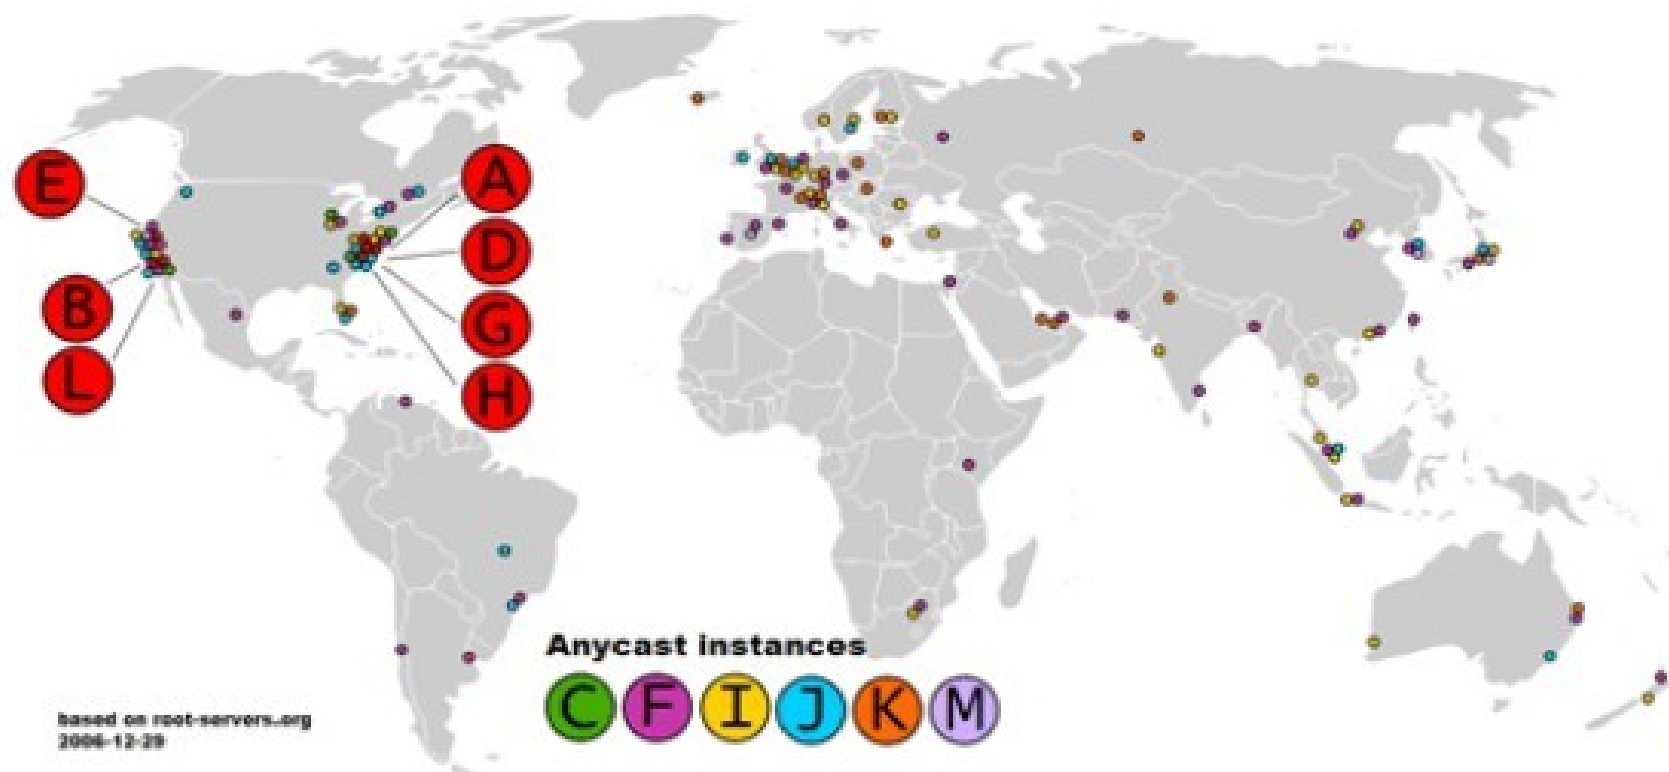 E
A
D
B
G
L
H
Anycast instances
C F I J K M
based on root-servers.org
2006-12-29